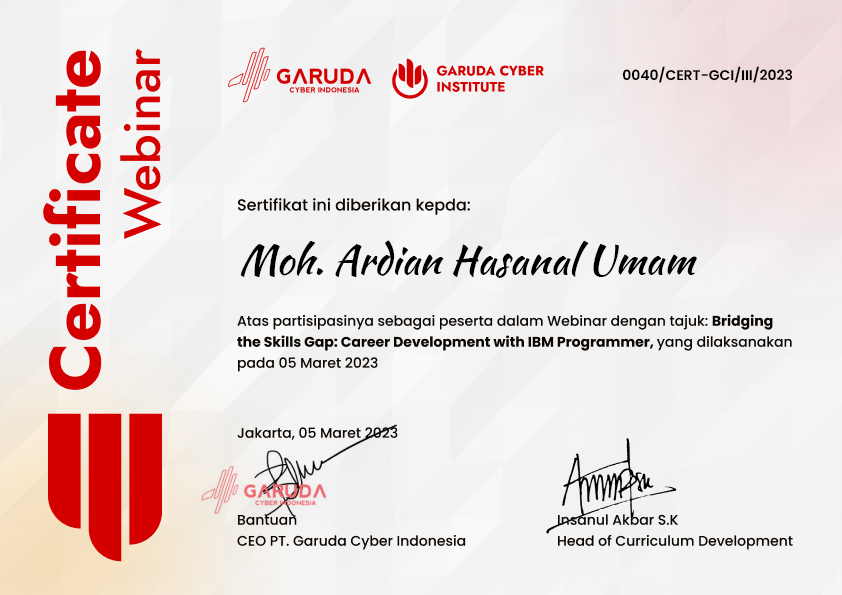 Certificate
Webinar
GARUDA
CYBER INDONESIA
GARUDA CYBER
INSTITUTE
0040/CERT-GCI/III/2023
Sertifikat ini diberikan kepda:
Moh. Ardian Hasanal Umam
Atas partisipasinya sebagai peserta dalam Webinar dengan tajuk: Bridging
the Skills Gap: Career Development with IBM Programmer, yang dilaksanakan
pada 05 Maret 2023
Jakarta, 05 Maret 2023
GARUDA
CYBER INDONESIA
Bantuan
CEO PT. Garuda Cyber Indonesia
Insanul Akbar S.K
Head of Curriculum Development